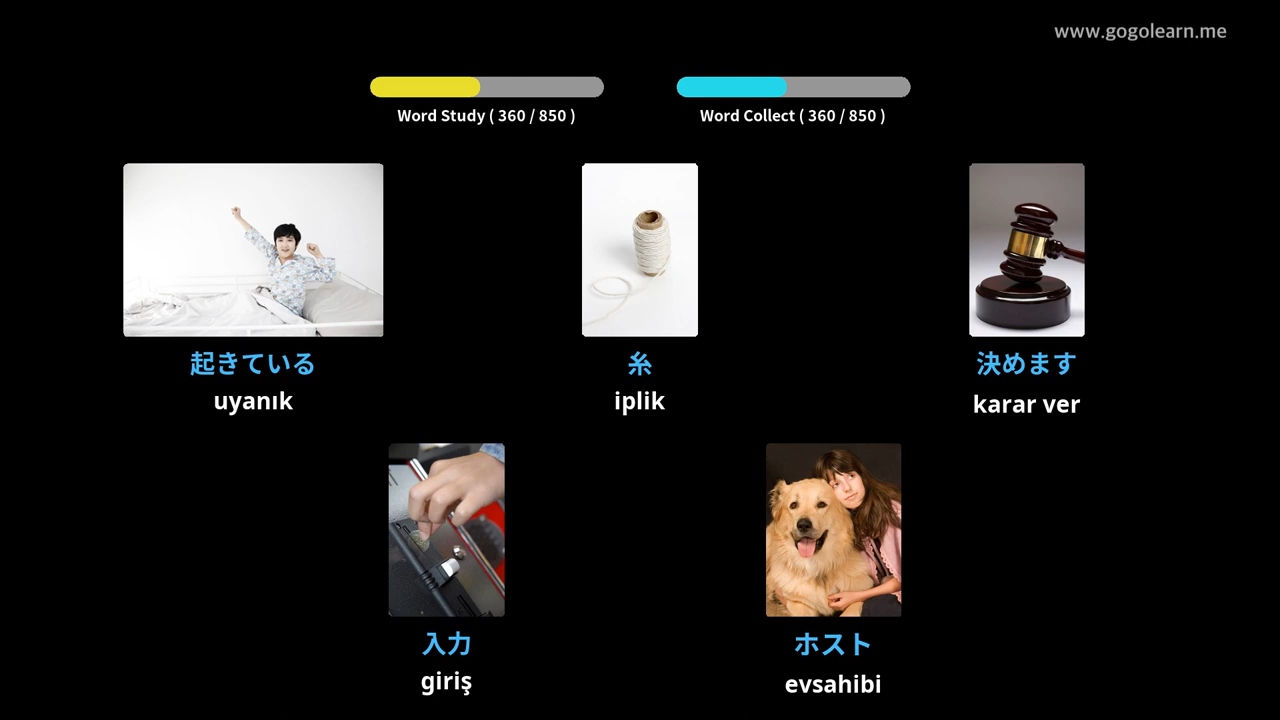 www.gogolearn.me
Word Study ( 360 / 850 )
Word Collect ( 360 / 850 )
起きている
uyanık
糸
iplik
決めます
karar ver
入力
giriş
ホスト
evsahibi